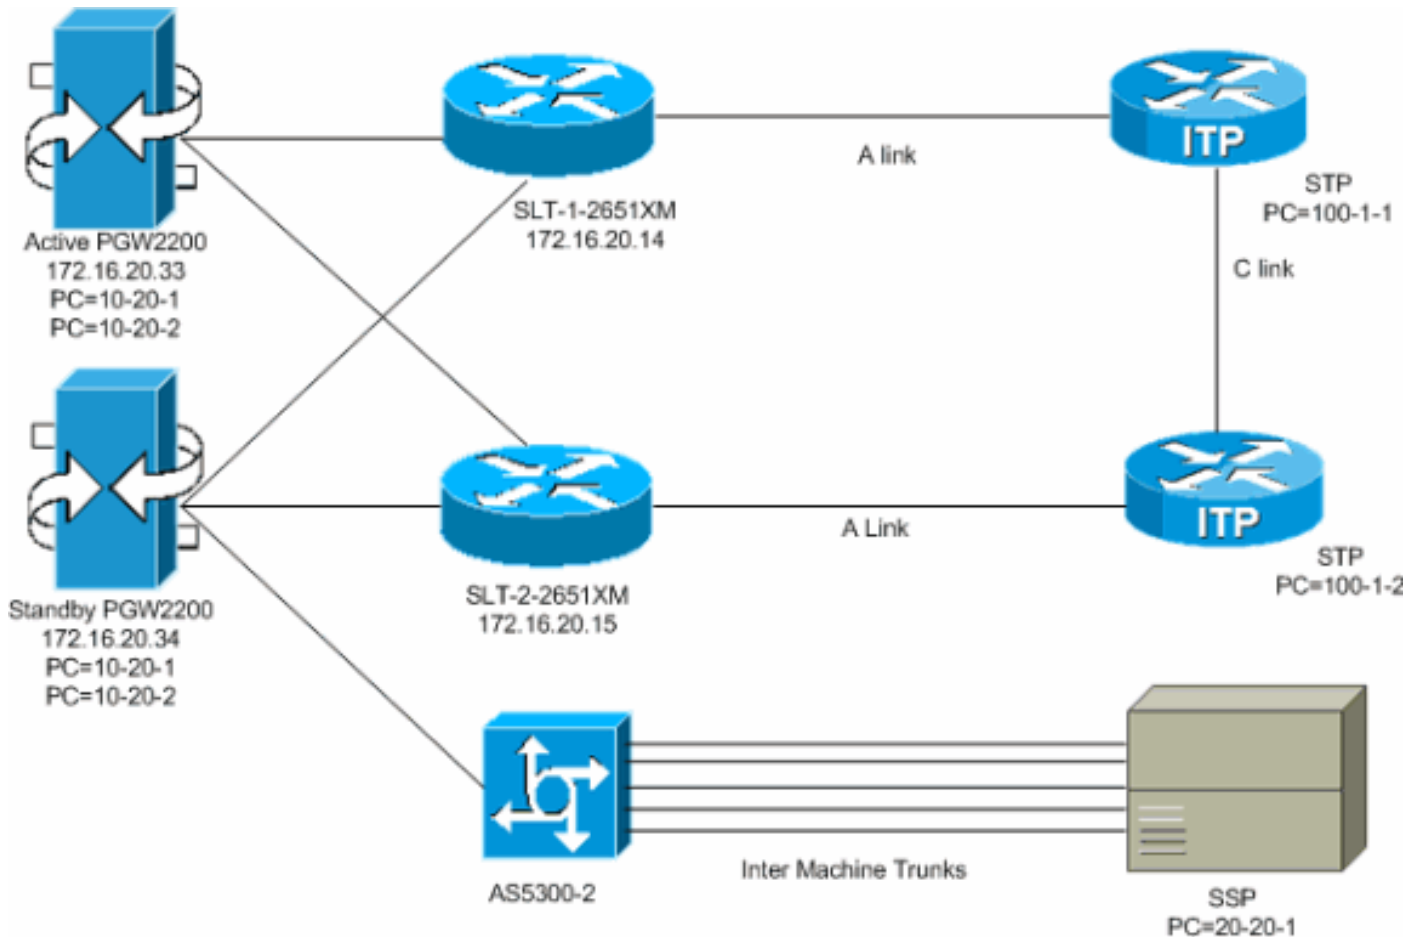 ITP
A link
STP
PC=100-1-1
SLT-1-2651XM
172.16.20.14
Active PGW2200
172.16.20.33
PC=10-20-1
PC=10-20-2
C link
ITP
A Link
STP
PC=100-1-2
SLT-2-2651XM
172.16.20.15
Standby PGW2200
172.16.20.34
PC=10-20-1
PC=10-20-2
Inter Machine Trunks
AS5300-2
SSP
PC=20-20-1